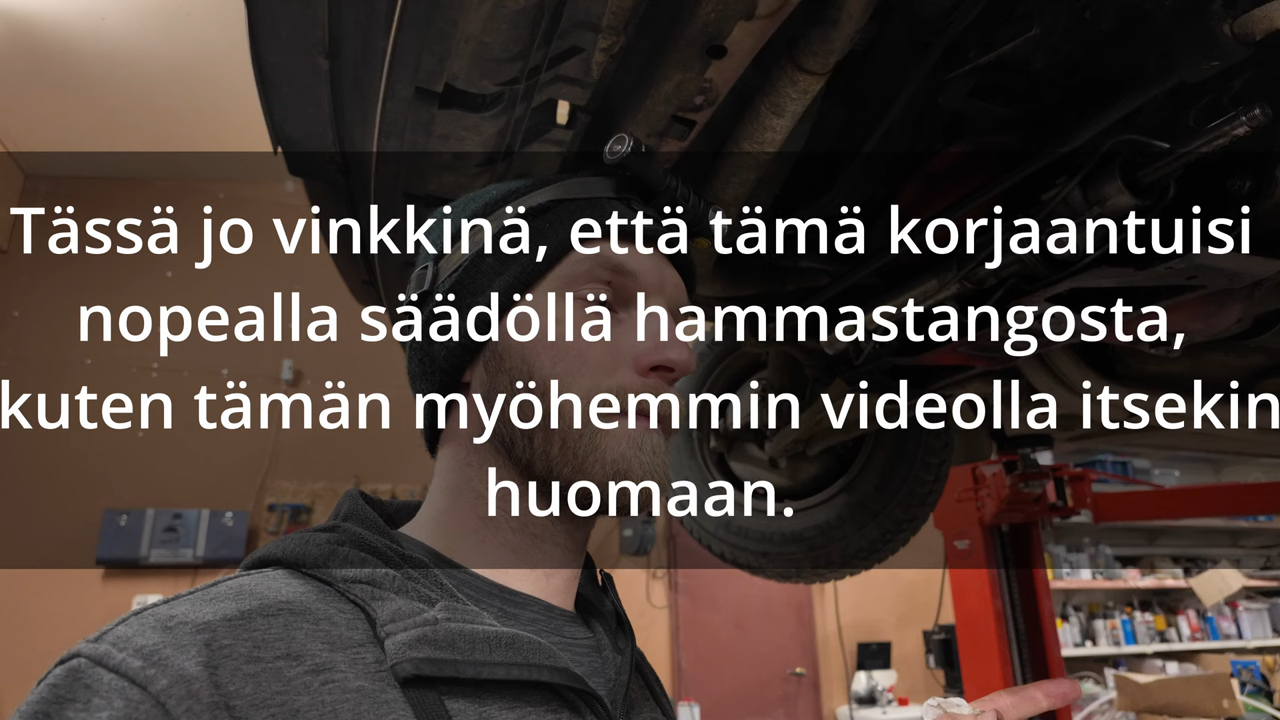 Tässä jo vinkkinä, että tämä korjaantuisi
nopealla säädöllä hammastangosta,
kuten tämän myöhemmin videolla itsekin
huomaan.